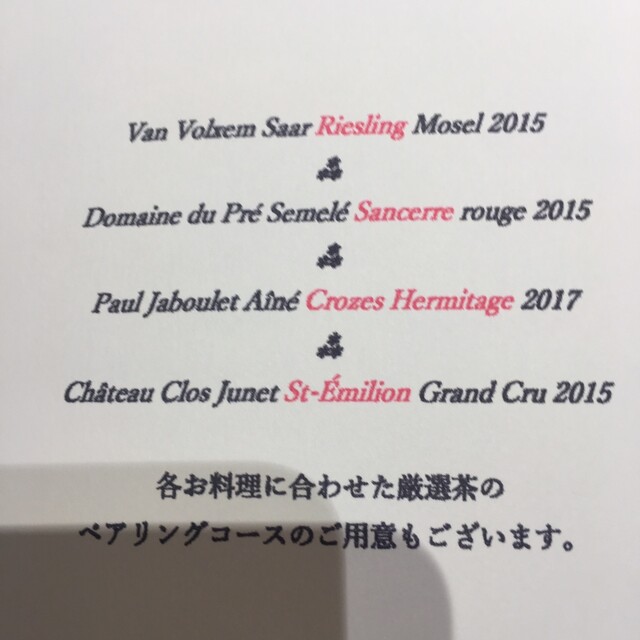 Van Volxem Saar Riesling Mosel 2015
Domaine du Pré Semelé Sancerre rouge 2015
Paul Jaboulet Aîné Crozes Hermitage 2017
Château Clos Junet St-Émilion Grand Cru 2015
各お料理に合わせた厳選茶の
ペアリングコースのご用意もございます。